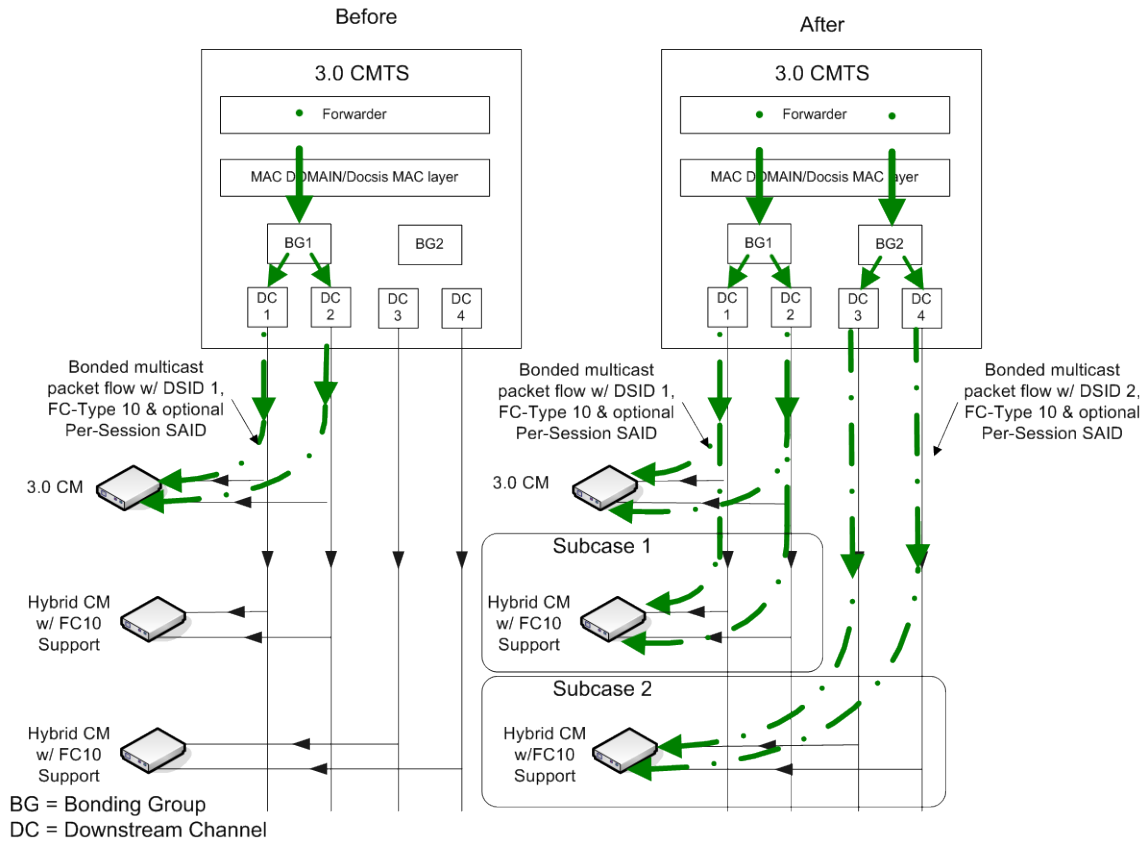 Before
3.0 CMTS
Forwarder
MAC DOMAIN/Docsis MAC layer
BG1
BG2
DC
1
DC
2
DC
3
DC
4
Bonded multicast
packet flow w/ DSID 1,
FC-Type 10 & optional
Per-Session SAID
3.0 CM
Hybrid CM
w/ FC10
Support
Hybrid CM
w/ FC10
Support
After
3.0 CMTS
Forwarder
MAC DOMAIN/Docsis MAC layer
BG1
BG2
DC
1
DC
2
DC
3
DC
4
Bonded multicast
packet flow w/ DSID 1,
FC-Type 10 & optional
Per-Session SAID
Bonded multicast
packet flow w/ DSID 2,
FC-Type 10 & optional
Per-Session SAID
3.0 CM
Subcase 1
Hybrid CM
w/ FC10
Support
Subcase 2
Hybrid CM
w/FC10
Support
BG = Bonding Group
DC = Downstream Channel